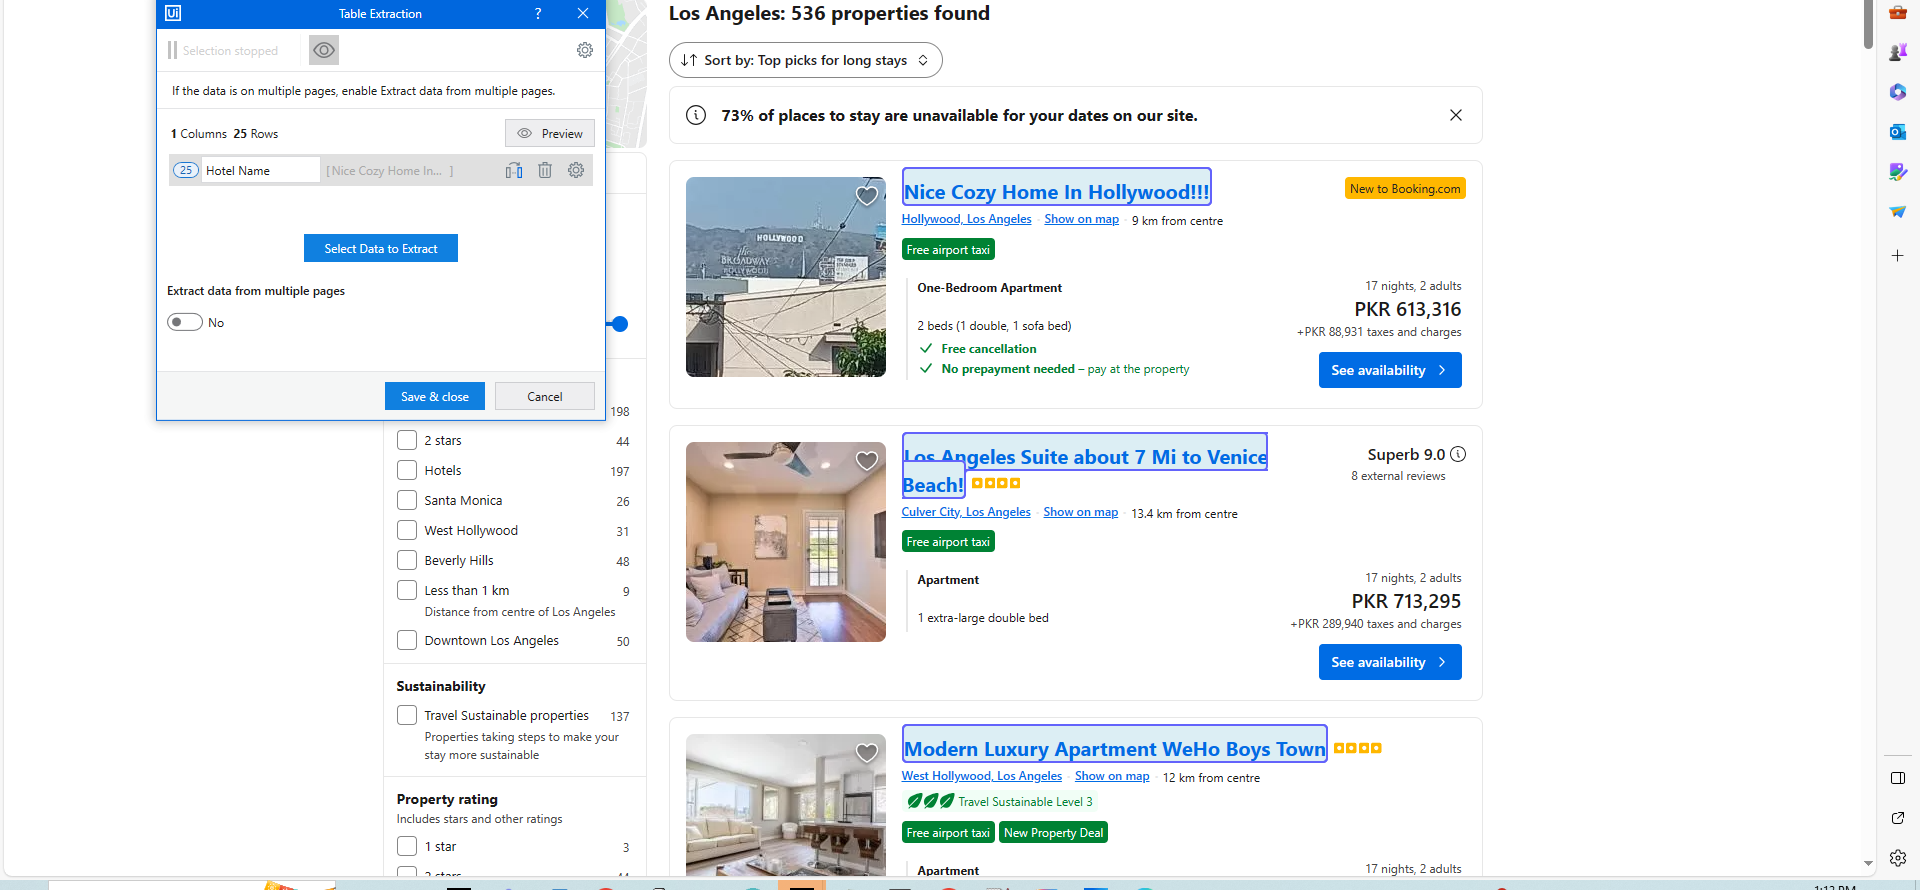 Ui
Table Extraction
?
Selection stopped
If the data is on multiple pages, enable Extract data from multiple pages.
1 Columns 25 Rows
Preview
25
Hotel Name
[Nice Cozy Home In... ]
Select Data to Extract
Extract data from multiple pages
No
Save & close
Cancel
198
2 stars 44
Hotels 197
Santa Monica 26
West Hollywood 31
Beverly Hills 48
Less than 1 km 9
Distance from centre of Los Angeles
Downtown Los Angeles 50
Sustainability
Travel Sustainable properties 137
Properties taking steps to make your
stay more sustainable
Property rating
Includes stars and other ratings
1 star 3
2 stars 44
Los Angeles: 536 properties found
Sort by: Top picks for long stays
73% of places to stay are unavailable for your dates on our site.
Nice Cozy Home In Hollywood!!!
New to Booking.com
Hollywood, Los Angeles · Show on map · 9 km from centre
Free airport taxi
HOLLYWOOD
the
BROADWAY
HOLLYWOOD
One-Bedroom Apartment
17 nights, 2 adults
PKR 613,316
2 beds (1 double, 1 sofa bed)
+PKR 88,931 taxes and charges
Free cancellation
No prepayment needed – pay at the property
See availability
Los Angeles Suite about 7 Mi to Venice
Beach!
Superb 9.0
8 external reviews
Culver City, Los Angeles · Show on map · 13.4 km from centre
Free airport taxi
Apartment
17 nights, 2 adults
PKR 713,295
1 extra-large double bed
+PKR 289,940 taxes and charges
See availability
Modern Luxury Apartment WeHo Boys Town
West Hollywood, Los Angeles · Show on map · 12 km from centre
Travel Sustainable Level 3
Free airport taxi
New Property Deal
Apartment
17 nights, 2 adults
1:12 PM